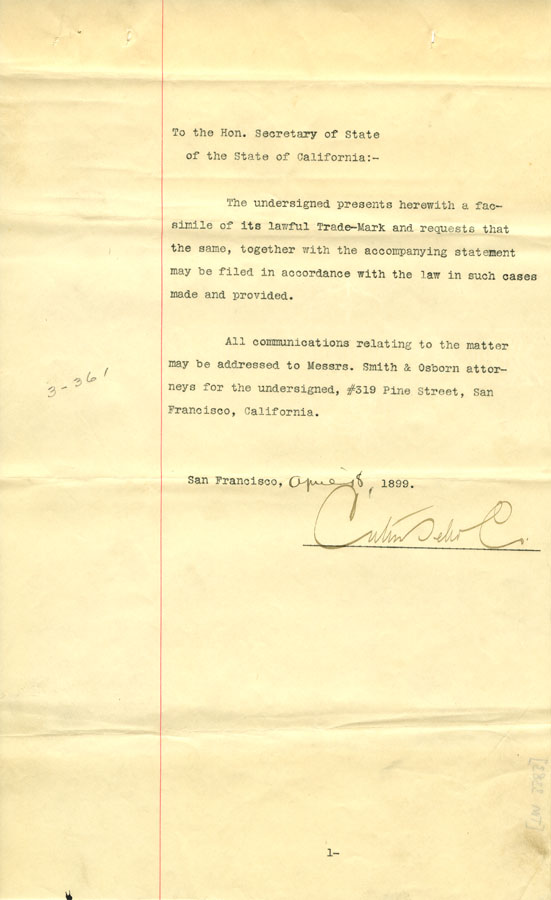 To the Hon. Secretary of State
of the State of California:-
The undersigned presents herewith a fac-
simile of its lawful Trade-Mark and requests that
the same, together with the accompanying statement
may be filed in accordance with the law in such cases
made and provided.
All communications relating to the matter
may be addressed to Messrs. Smith & Osborn attor-
neys for the undersigned, #319 Pine Street, San
Francisco, California.
3-361
San Francisco, April 18, 1899.
Co.
1-